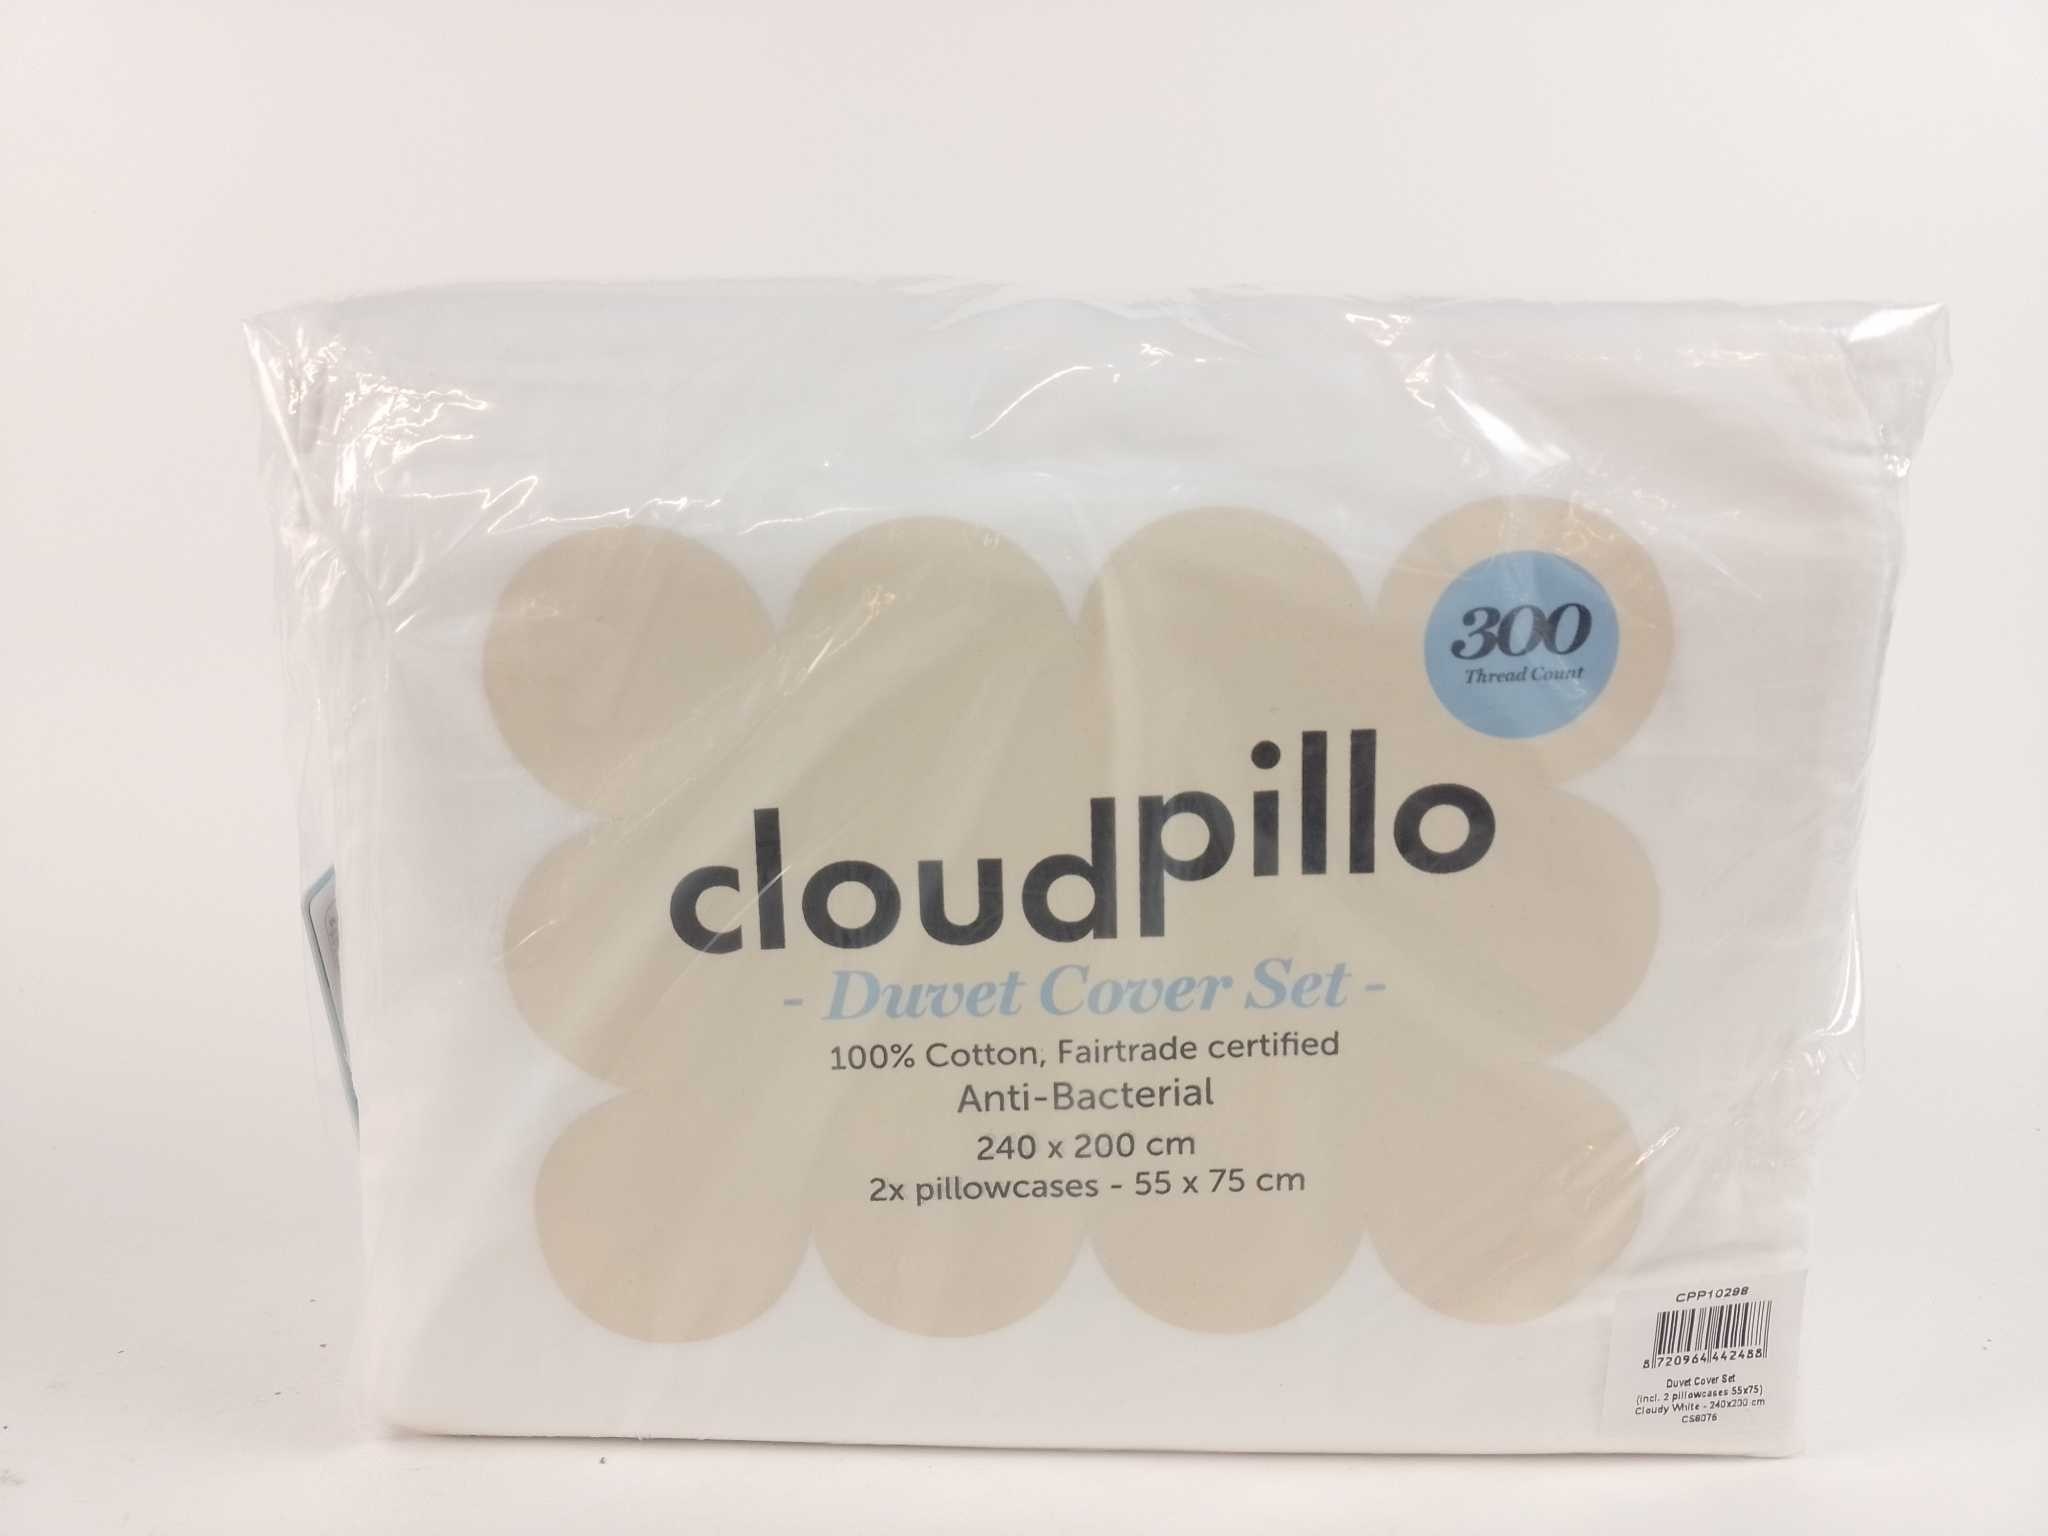 300
Thread Count
cloudpillo
- Duvet Cover Set -
100% Cotton, Fairtrade certified
Anti-Bacterial
240 x 200 cm
2x pillowcases - 55 x 75 cm
CPP10298
8 720964 442488
Duvet Cover Set
(incl. 2 pillowcases 55x75)
Cloudy White - 240x200 cm
CS8076